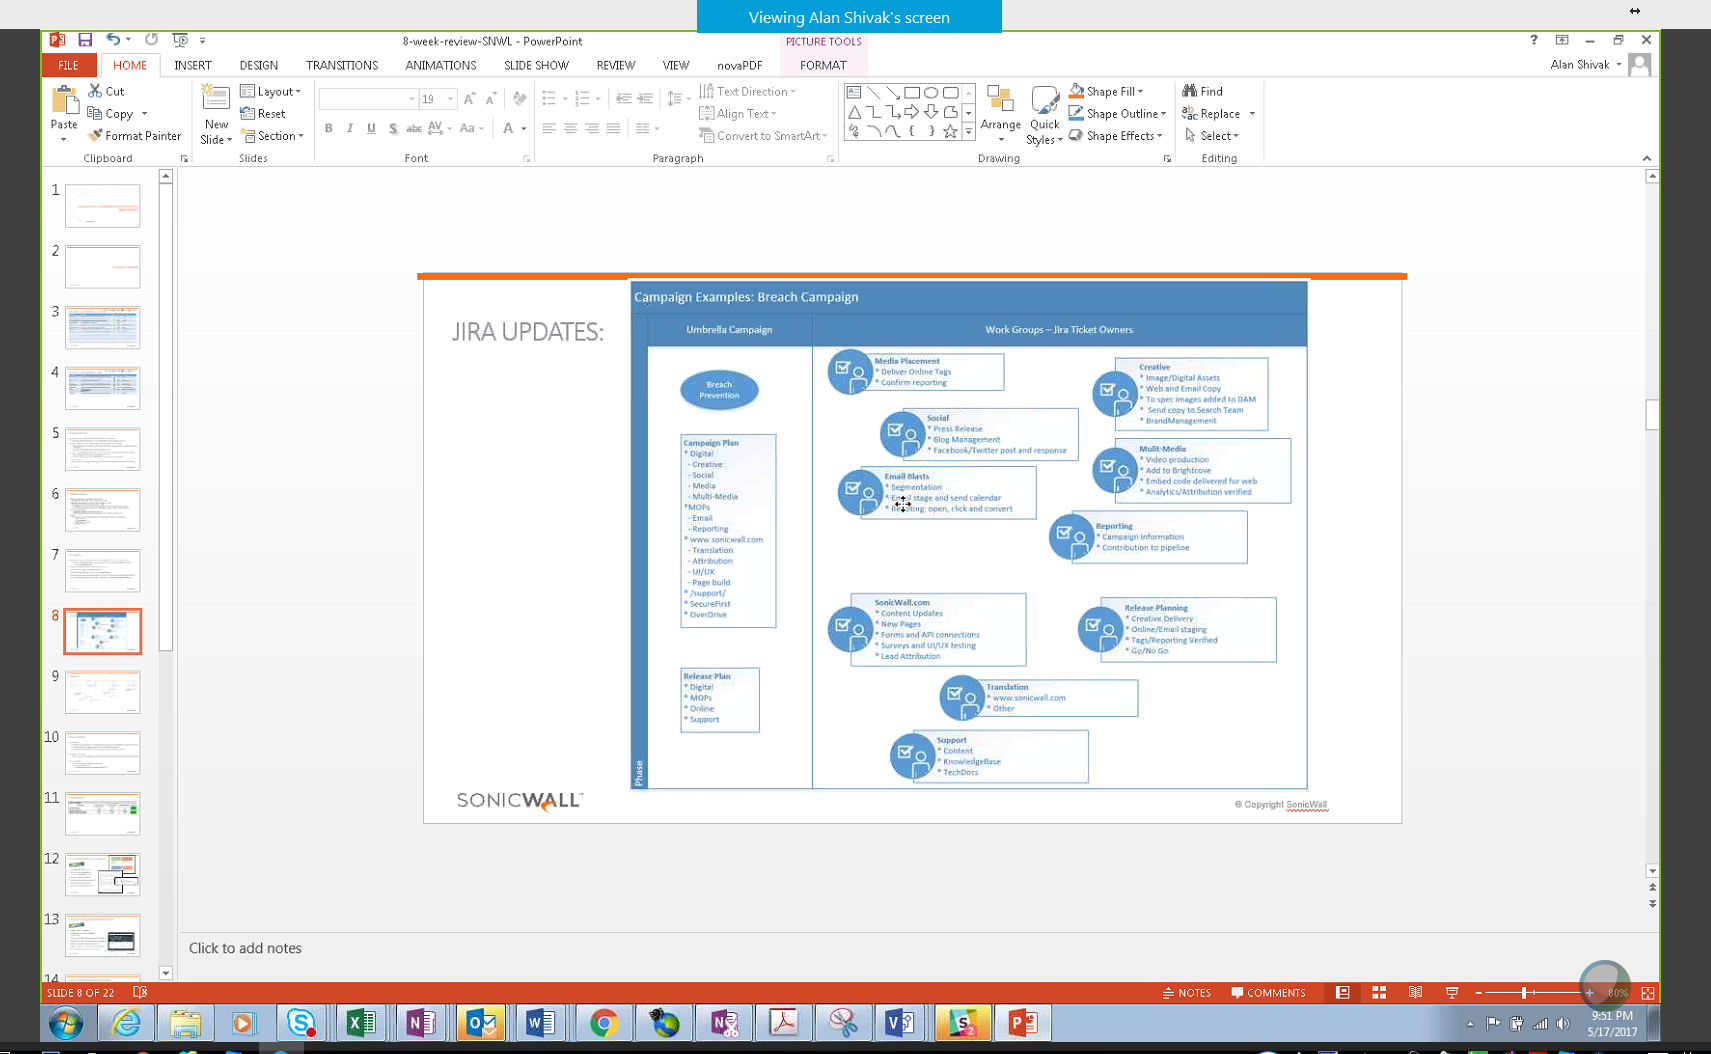 Viewing Alan Shivak's screen
8-week-review-SNWL - PowerPoint
PICTURE TOOLS
?
FILE HOME INSERT DESIGN TRANSITIONS ANIMATIONS SLIDE SHOW REVIEW VIEW novaPDF FORMAT
Alan Shivak
Paste
Cut
Copy
Format Painter
Clipboard
New
Slide
Layout
Reset
Section
Slides
19
B I U S abc AV Aa A
Font
Text Direction
Align Text
Convert to SmartArt
Paragraph
Arrange
Quick
Styles
Shape Fill
Shape Outline
Shape Effects
Drawing
Find
Replace
Select
Editing
1
2
3
4
5
6
7
8
9
10
11
12
13
14
JIRA UPDATES:
Campaign Examples: Breach Campaign
Umbrella Campaign
Work Groups – Jira Ticket Owners
Phase
Breach
Prevention
Campaign Plan
* Digital
- Creative
- Social
- Media
- Multi-Media
*MOPs
- Email
- Reporting
* www.sonicwall.com
- Translation
- Attribution
- UI/UX
- Page build
* /support/
* SecureFirst
* OverDrive
Release Plan
* Digital
* MOPs
* Online
* Support
Media Placement
* Deliver Online Tags
* Confirm reporting
Social
* Press Release
* Blog Management
* Facebook/Twitter post and response
Email Blasts
* Segmentation
* Email stage and send calendar
open, click and convert
Creative
* Image/Digital Assets
* Web and Email Copy
* To spec images added to DAM
* Send copy to Search Team
* BrandManagement
Mulit-Media
* Video production
* Add to Brightcove
* Embed code delivered for web
* Analytics/Attribution verified
Reporting
* Campaign information
* Contribution to pipeline
SonicWall.com
* Content Updates
* New Pages
* Forms and API connections
* Surveys and UI/UX testing
* Lead Attribution
Release Planning
* Creative Delivery
* Online/Email staging
* Tags/Reporting Verified
* Go/No Go
Translation
* www.sonicwall.com
* Other
Support
* Content
* KnowledgeBase
* TechDocs
SONICWALL
© Copyright SonicWall
Click to add notes
SLIDE 8 OF 22
NOTES
COMMENTS
80%
9:51 PM
5/17/2017